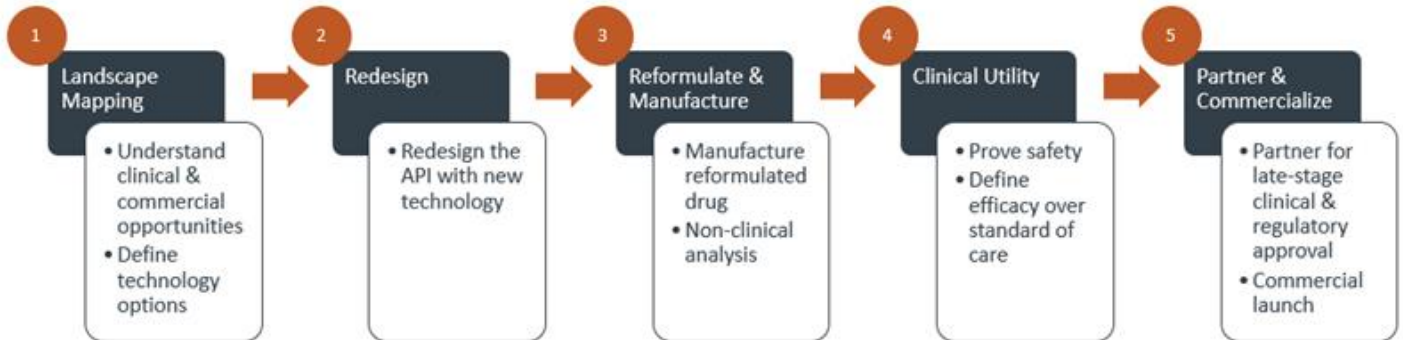 1
Landscape
Mapping
• Understand
clinical &
commercial
opportunities
• Define
technology
options
2
Redesign
• Redesign the
API with new
technology
3
Reformulate &
Manufacture
• Manufacture
reformulated
drug
• Non-clinical
analysis
4
Clinical Utility
• Prove safety
• Define
efficacy over
standard of
care
5
Partner &
Commercialize
• Partner for
late-stage
clinical &
regulatory
approval
• Commercial
launch